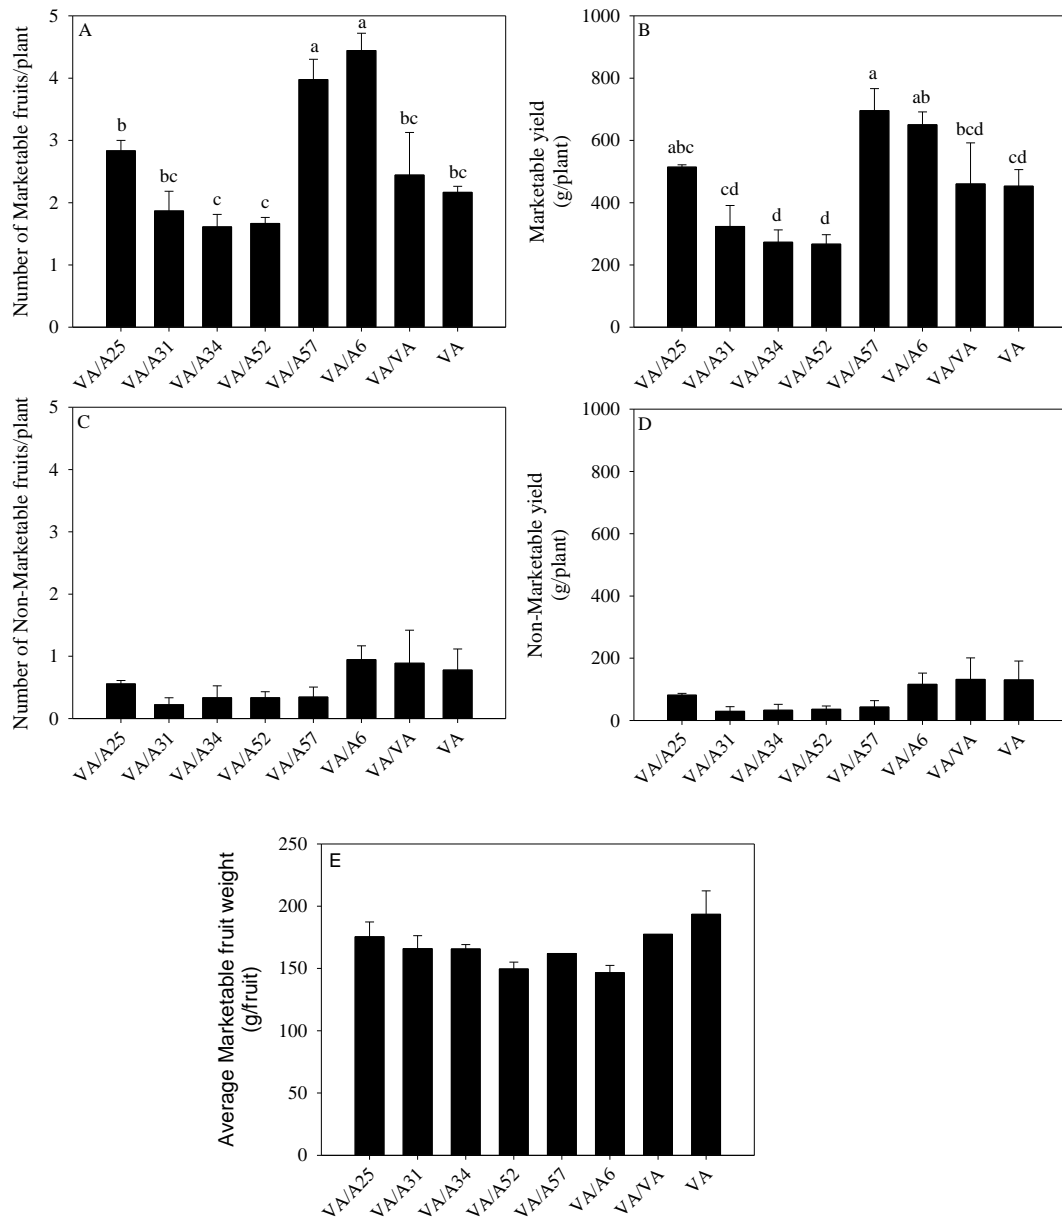 A
Number of Marketable fruits/plant
5
4
3
2
1
0
b
bc
c
c
a
a
bc
bc
VA/A25
VA/A31
VA/A34
VA/A52
VA/A57
VA/A6
VA/VA
VA
B
Marketable yield
(g/plant)
1000
800
600
400
200
0
abc
cd
d
d
a
ab
bcd
cd
VA/A25
VA/A31
VA/A34
VA/A52
VA/A57
VA/A6
VA/VA
VA
C
Number of Non-Marketable fruits/plant
5
4
3
2
1
0
VA/A25
VA/A31
VA/A34
VA/A52
VA/A57
VA/A6
VA/VA
VA
D
Non-Marketable yield
(g/plant)
1000
800
600
400
200
0
VA/A25
VA/A31
VA/A34
VA/A52
VA/A57
VA/A6
VA/VA
VA
E
Average Marketable fruit weight
(g/fruit)
250
200
150
100
50
0
VA/A25
VA/A31
VA/A34
VA/A52
VA/A57
VA/A6
VA/VA
VA